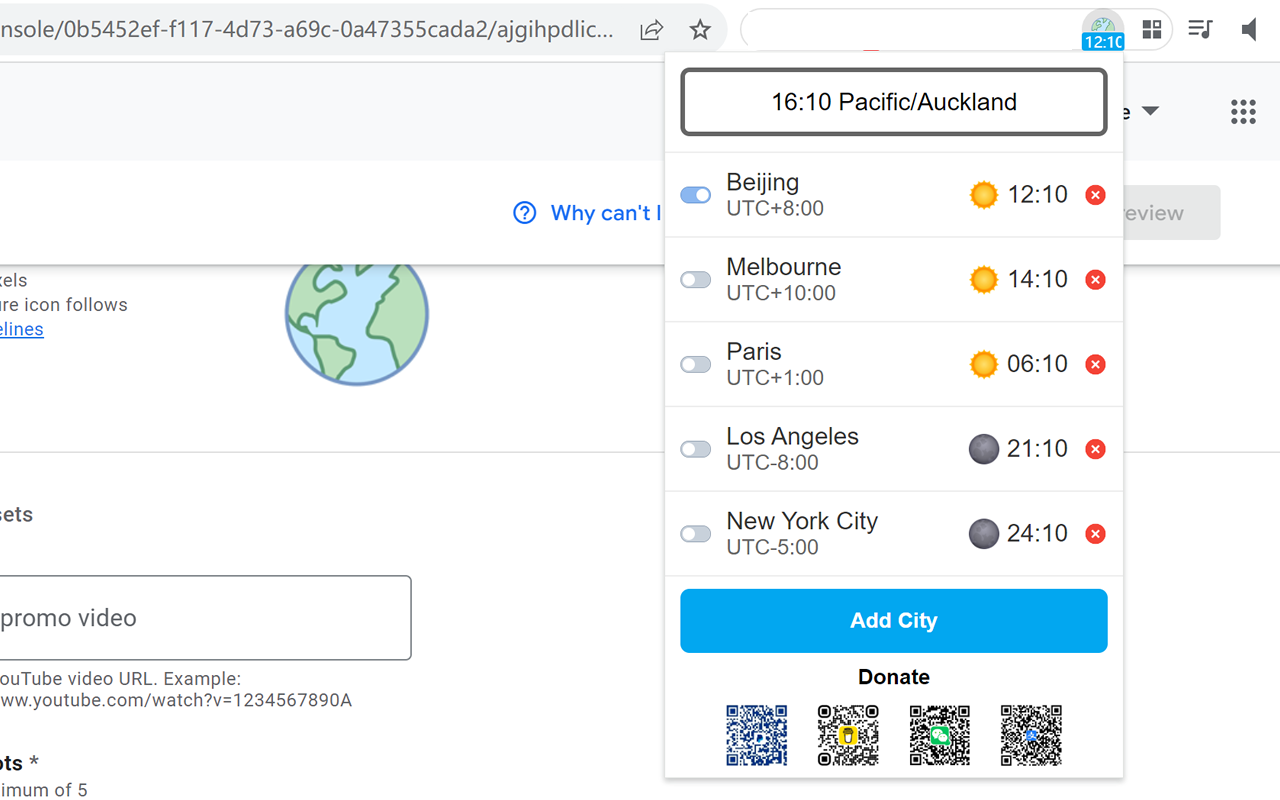 nsole/0b5452ef-f117-4d73-a69c-0a47355cada2/ajgihpdlic...
12:10
16:10 Pacific/Auckland
e
Why can't I
eview
Beijing
UTC+8:00
12:10
Melbourne
UTC+10:00
14:10
Paris
UTC+1:00
06:10
Los Angeles
UTC-8:00
21:10
New York City
UTC-5:00
24:10
Add City
Donate
xels
re icon follows
elines
sets
promo video
ouTube video URL. Example:
ww.youtube.com/watch?v=1234567890A
ots *
imum of 5